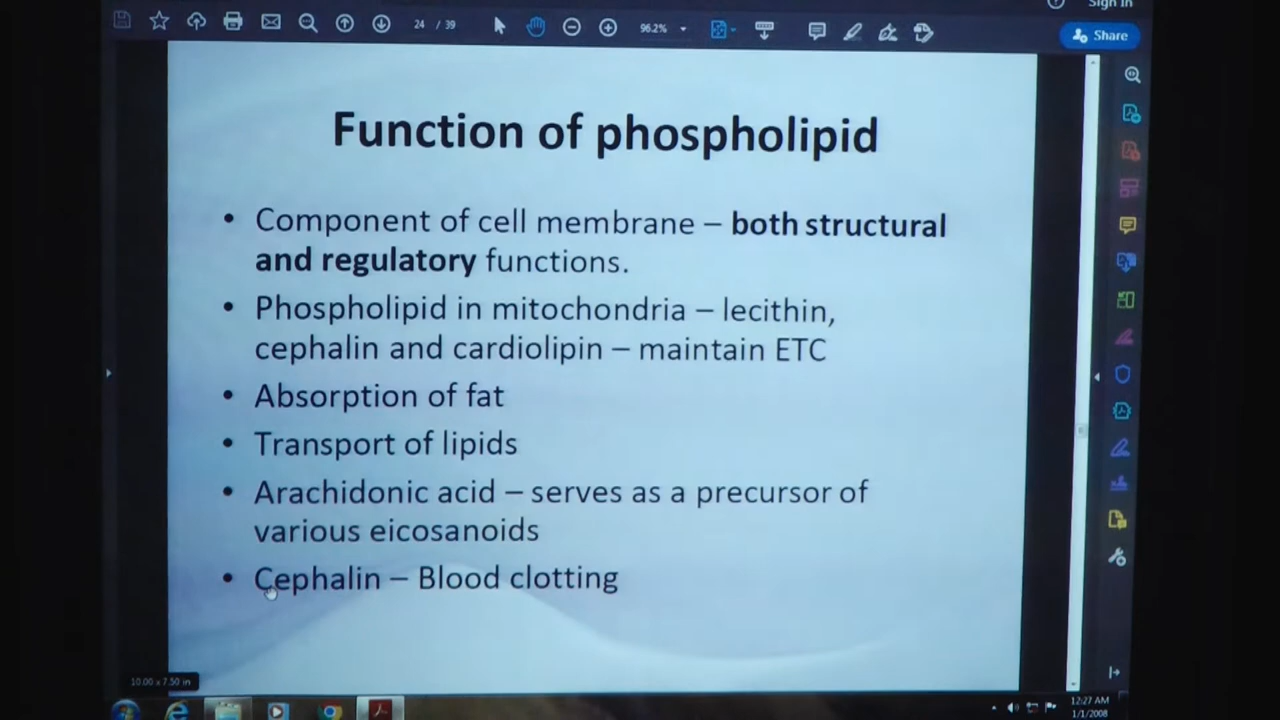 Sign In
24 / 39
96.2%
Share
Function of phospholipid
• Component of cell membrane – both structural
and regulatory functions.
• Phospholipid in mitochondria – lecithin,
cephalin and cardiolipin – maintain ETC
• Absorption of fat
• Transport of lipids
• Arachidonic acid – serves as a precursor of
various eicosanoids
• Cephalin – Blood clotting
10.00 x 7.50 in
12:27 AM
1/1/2008